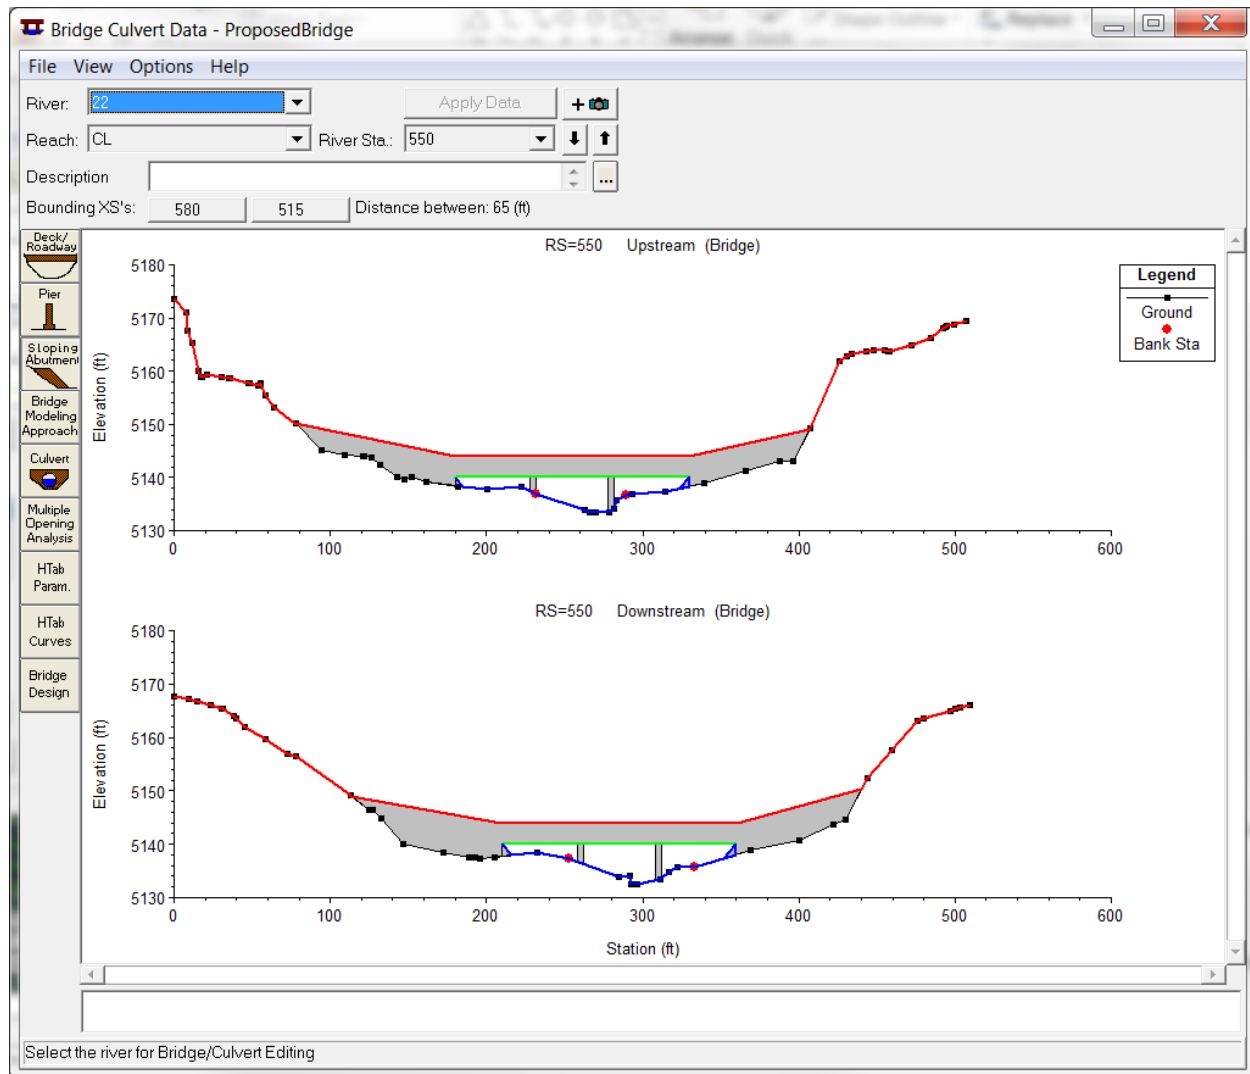 Bridge Culvert Data - ProposedBridge
File View Options Help
River: 22 Apply Data +
Reach: CL River Sta.: 550
Description ...
Bounding XS's: 580 515 Distance between: 65 (ft)
Deck/
Roadway
Pier
Sloping
Abutment
Bridge
Modeling
Approach
Culvert
Multiple
Opening
Analysis
HTab
Param.
HTab
Curves
Bridge
Design
RS=550 Upstream (Bridge)
Legend
Ground
Bank Sta
Elevation (ft)
5180
5170
5160
5150
5140
5130
0 100 200 300 400 500 600
RS=550 Downstream (Bridge)
Elevation (ft)
5180
5170
5160
5150
5140
5130
0 100 200 300 400 500 600
Station (ft)
Select the river for Bridge/Culvert Editing